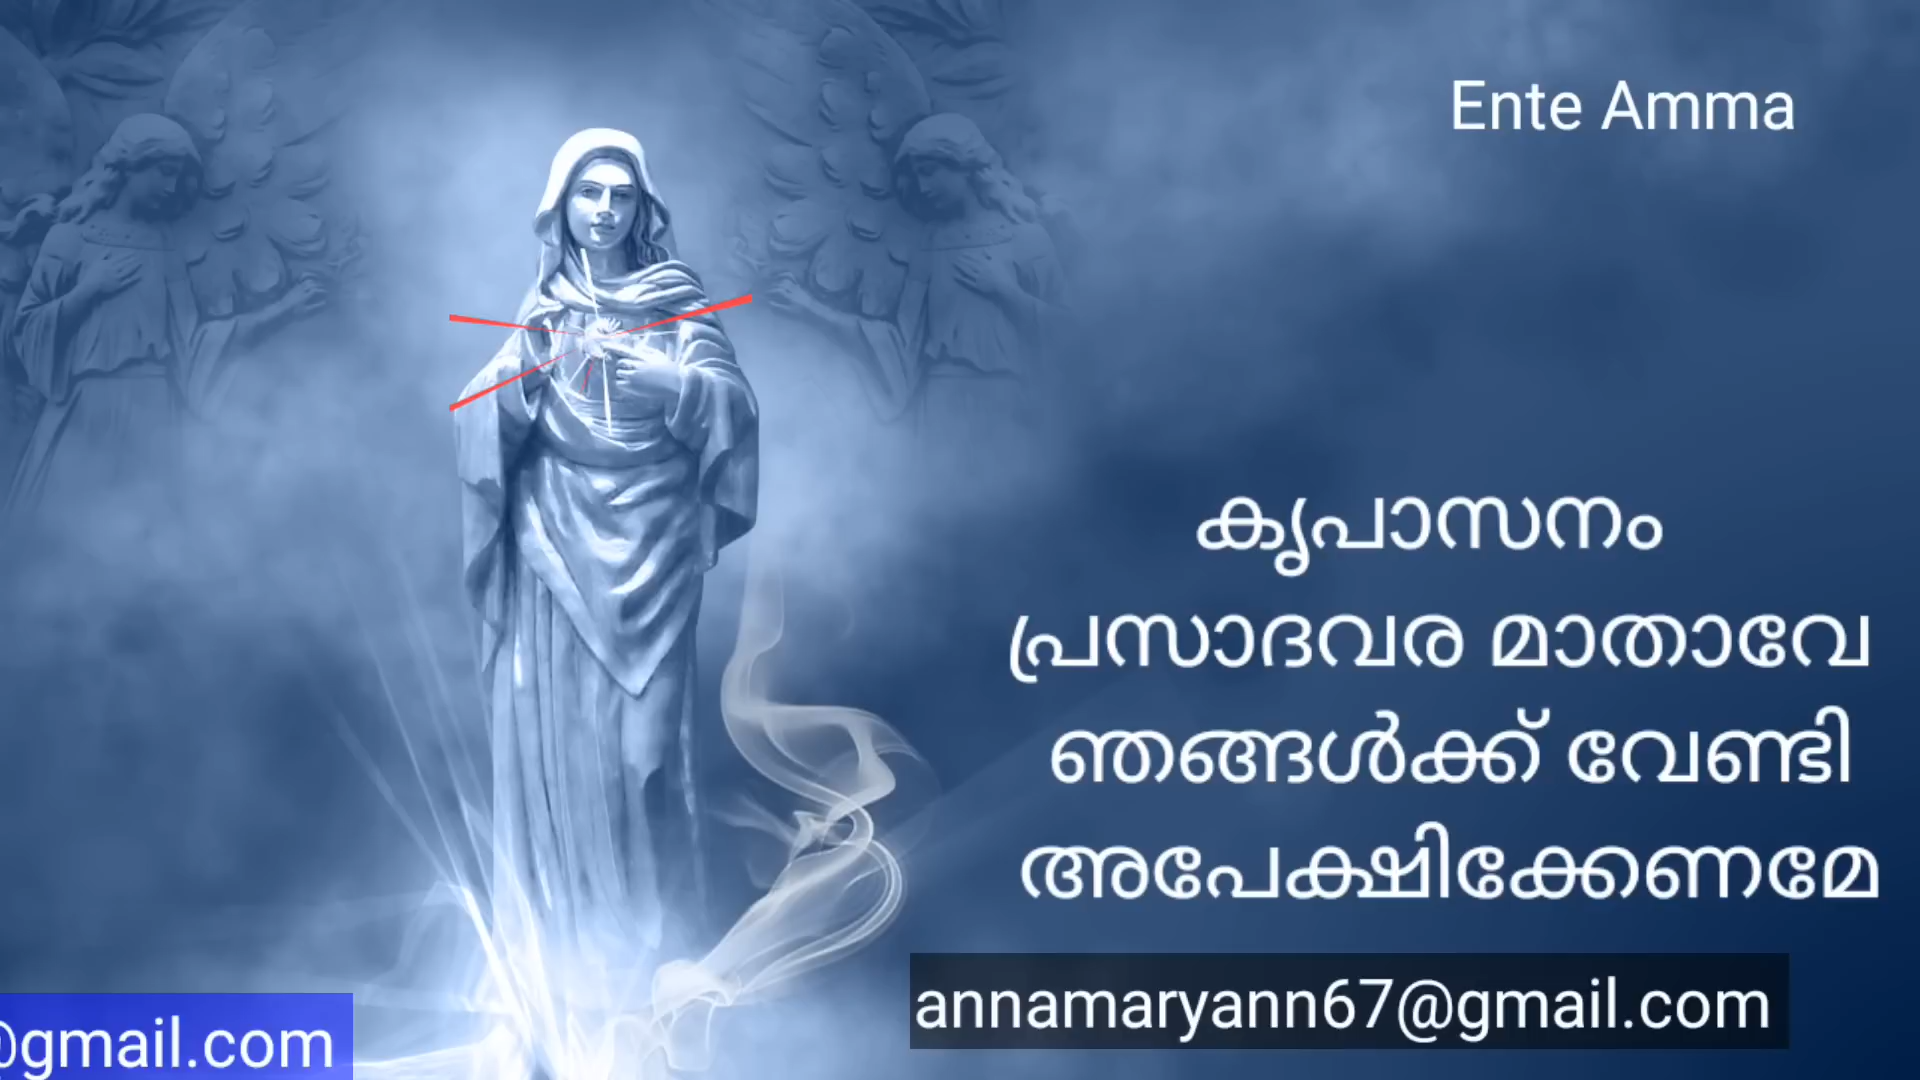 Ente Amma
കൃപാസനം
പ്രസാദവര മാതാവേ
ഞങ്ങൾക്ക് വേണ്ടി
അപേക്ഷിക്കേണമേ
annamaryann67@gmail.com
@gmail.com